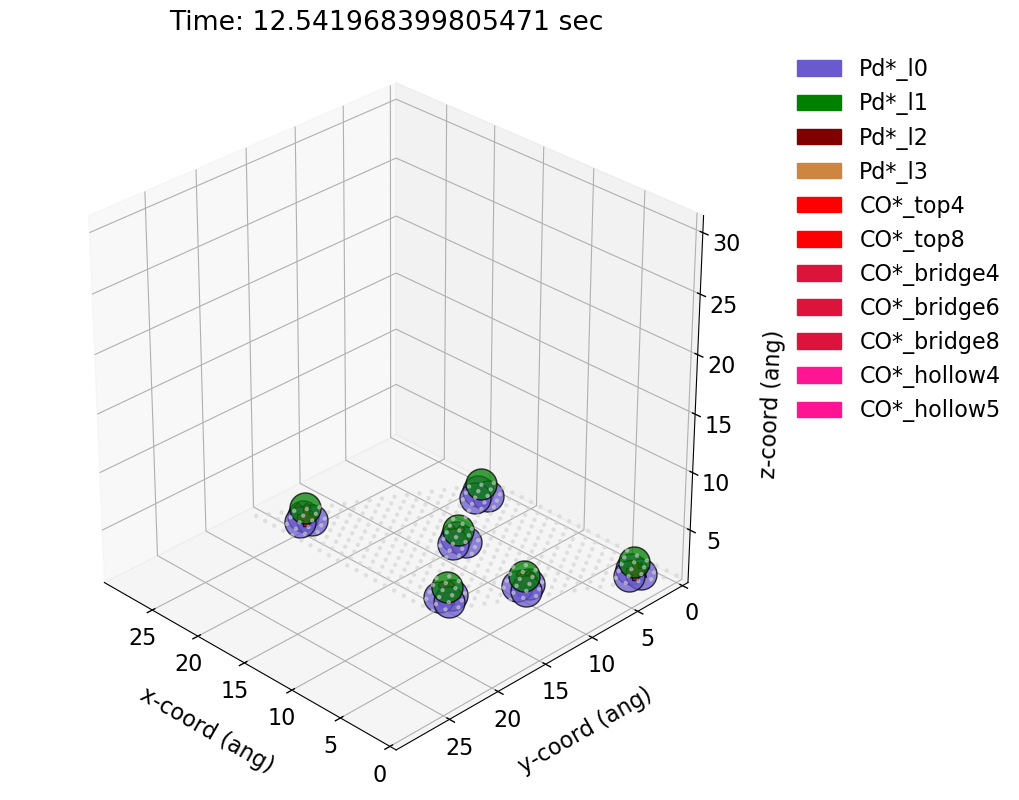 Time: 12.541968399805471 sec
Pd*_l0
Pd*_l1
Pd*_l2
Pd*_l3
CO*_top4
CO*_top8
CO*_bridge4
CO*_bridge6
CO*_bridge8
CO*_hollow4
CO*_hollow5
30
25
20
15
10
5
z-coord (ang)
25
20
15
10
5
0
x-coord (ang)
0
5
10
15
20
25
y-coord (ang)